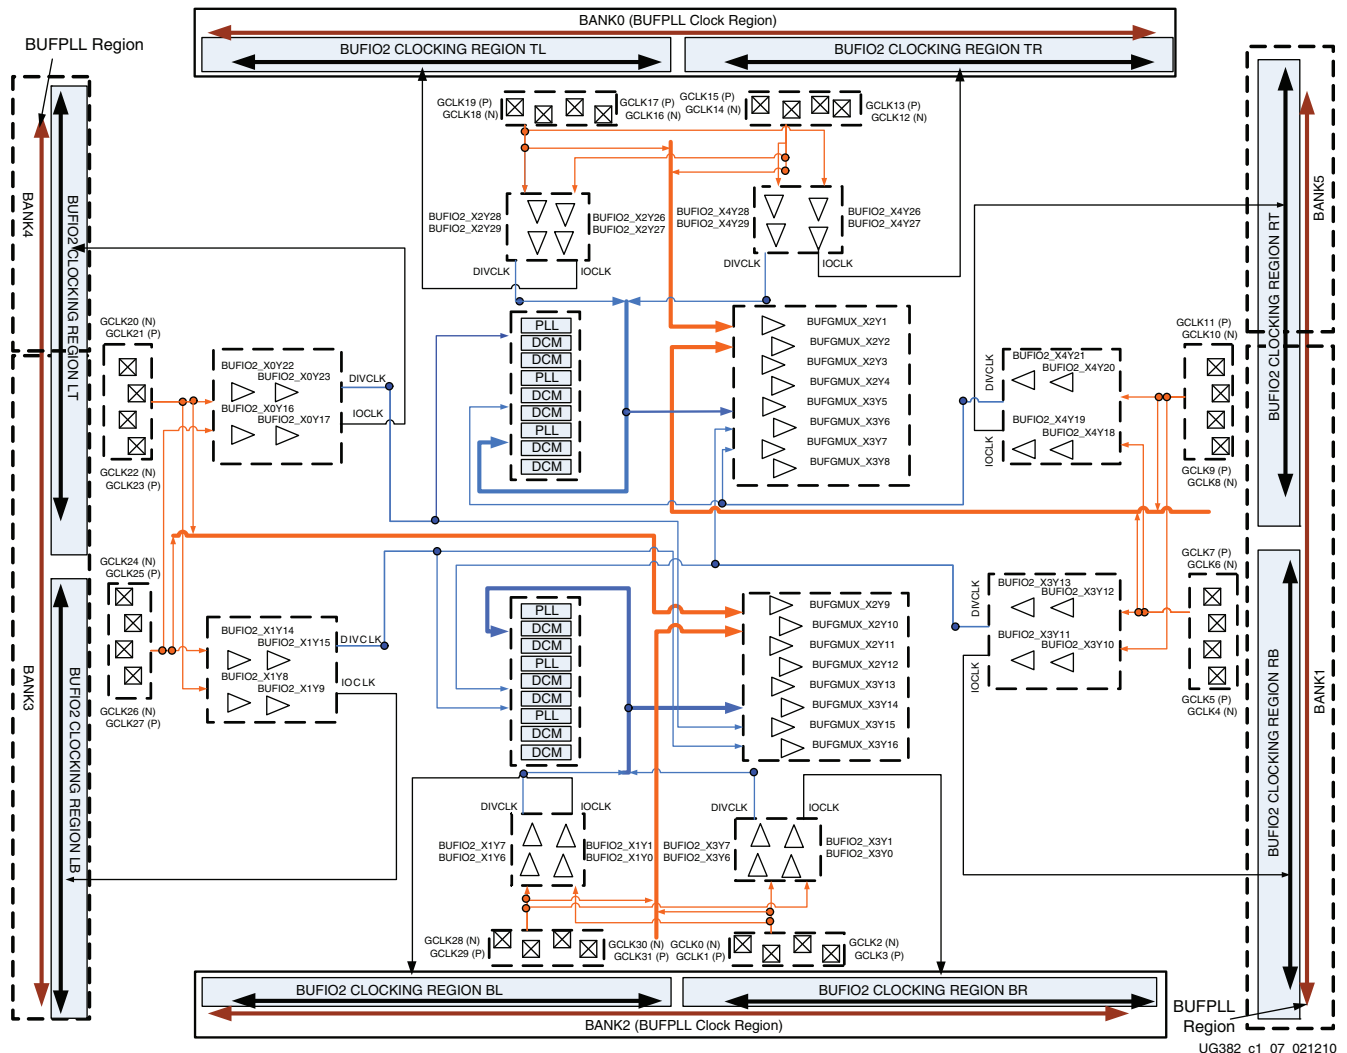 BANK0 (BUFPLL Clock Region)
BUFIO2 CLOCKING REGION TL
BUFIO2 CLOCKING REGION TR
BUFPLL Region
BANK4
BUFIO2 CLOCKING REGION LT
BANK5
BUFIO2 CLOCKING REGION RT
GCLK19 (P)
GCLK18 (N)
GCLK17 (P)
GCLK16 (N)
GCLK15 (P)
GCLK14 (N)
GCLK13 (P)
GCLK12 (N)
BUFIO2_X2Y28
BUFIO2_X2Y29
BUFIO2_X2Y26
BUFIO2_X2Y27
BUFIO2_X4Y28
BUFIO2_X4Y29
BUFIO2_X4Y26
BUFIO2_X4Y27
DIVCLK
IOCLK
DIVCLK
IOCLK
GCLK20 (N)
GCLK21 (P)
GCLK22 (N)
GCLK23 (P)
BUFIO2_X0Y22
BUFIO2_X0Y23
BUFIO2_X0Y16
BUFIO2_X0Y17
DIVCLK
IOCLK
PLL
DCM
DCM
PLL
DCM
DCM
PLL
DCM
DCM
BUFGMUX_X2Y1
BUFGMUX_X2Y2
BUFGMUX_X2Y3
BUFGMUX_X2Y4
BUFGMUX_X3Y5
BUFGMUX_X3Y6
BUFGMUX_X3Y7
BUFGMUX_X3Y8
DIVCLK
IOCLK
BUFIO2_X4Y21
BUFIO2_X4Y20
BUFIO2_X4Y19
BUFIO2_X4Y18
GCLK11 (P)
GCLK10 (N)
GCLK9 (P)
GCLK8 (N)
GCLK24 (N)
GCLK25 (P)
GCLK26 (N)
GCLK27 (P)
BUFIO2_X1Y14
BUFIO2_X1Y15
BUFIO2_X1Y8
BUFIO2_X1Y9
DIVCLK
IOCLK
PLL
DCM
DCM
PLL
DCM
DCM
PLL
DCM
DCM
BUFGMUX_X2Y9
BUFGMUX_X2Y10
BUFGMUX_X2Y11
BUFGMUX_X2Y12
BUFGMUX_X3Y13
BUFGMUX_X3Y14
BUFGMUX_X3Y15
BUFGMUX_X3Y16
DIVCLK
IOCLK
BUFIO2_X3Y13
BUFIO2_X3Y12
BUFIO2_X3Y11
BUFIO2_X3Y10
GCLK7 (P)
GCLK6 (N)
GCLK5 (P)
GCLK4 (N)
BANK3
BUFIO2 CLOCKING REGION LB
BANK1
BUFIO2 CLOCKING REGION RB
DIVCLK
IOCLK
DIVCLK
IOCLK
BUFIO2_X1Y7
BUFIO2_X1Y6
BUFIO2_X1Y1
BUFIO2_X1Y0
BUFIO2_X3Y7
BUFIO2_X3Y6
BUFIO2_X3Y1
BUFIO2_X3Y0
GCLK28 (N)
GCLK29 (P)
GCLK30 (N)
GCLK31 (P)
GCLK0 (N)
GCLK1 (P)
GCLK2 (N)
GCLK3 (P)
BUFIO2 CLOCKING REGION BL
BUFIO2 CLOCKING REGION BR
BANK2 (BUFPLL Clock Region)
BUFPLL
Region
UG382_c1_07_021210